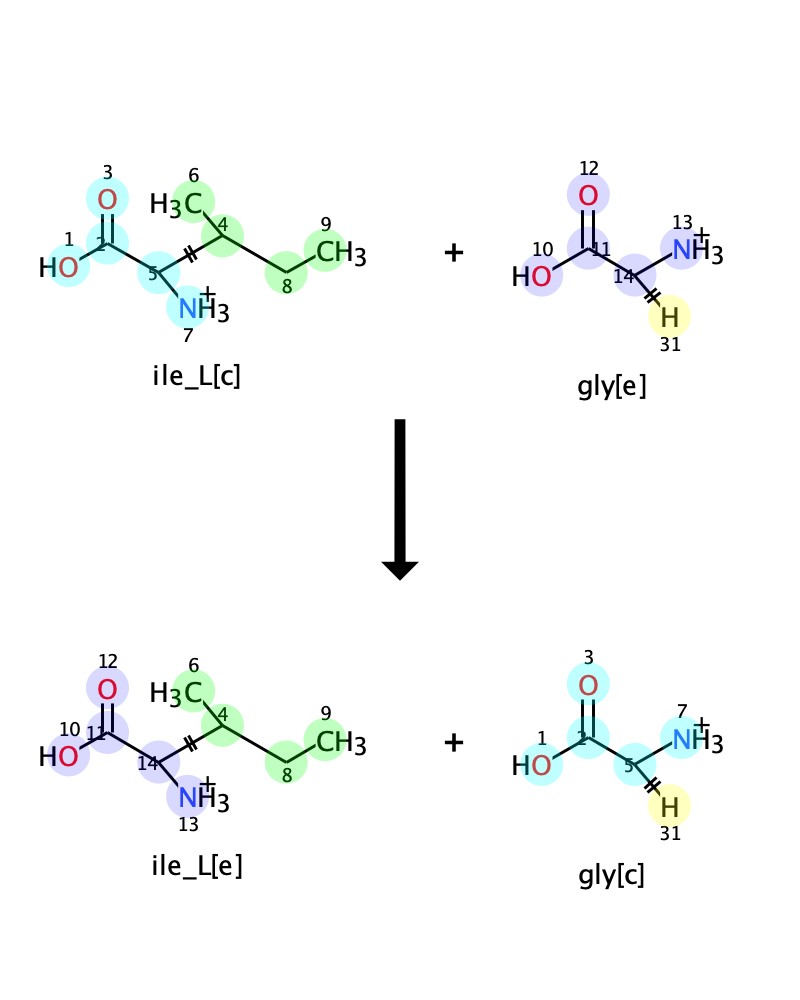 3 6 12
O H3C 4 9 O 13
1 2 CH3 + 10 11 NH3+
HO 5 8 HO 14
NH3+ H
7 31
ile_L[c] gly[e]
12 6 3
O H3C 4 9 O 7
10 11 CH3 + 1 2 NH3+
HO 14 8 HO 5
NH3+ H
13 31
ile_L[e] gly[c]